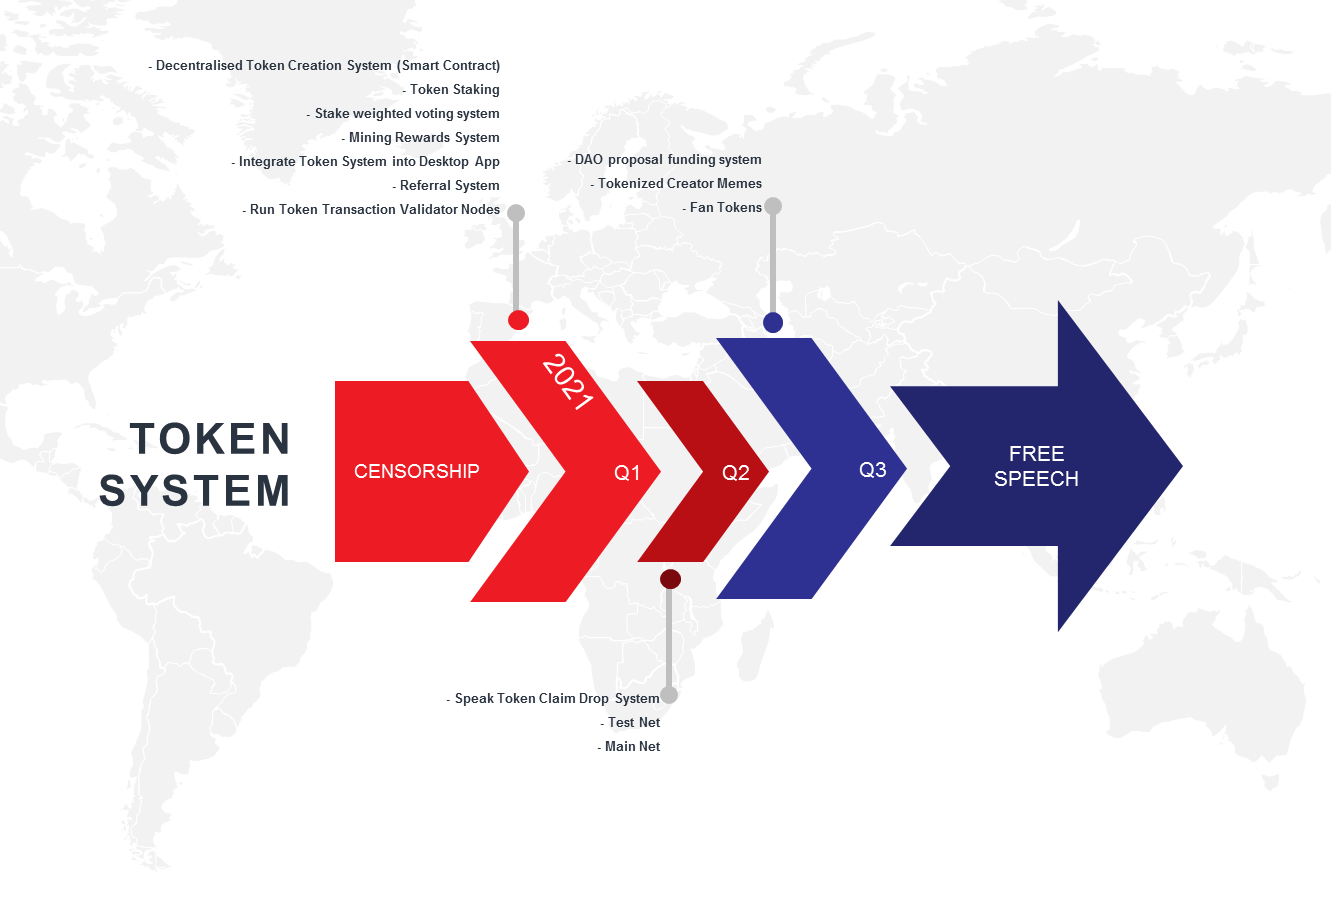 - Decentralised Token Creation System (Smart Contract)
- Token Staking
- Stake weighted voting system
- Mining Rewards System
- Integrate Token System into Desktop App
- Referral System
- Run Token Transaction Validator Nodes
- DAO proposal funding system
- Tokenized Creator Memes
- Fan Tokens
TOKEN
SYSTEM
CENSORSHIP
2021
Q1
Q2
Q3
FREE
SPEECH
- Speak Token Claim Drop System
- Test Net
- Main Net